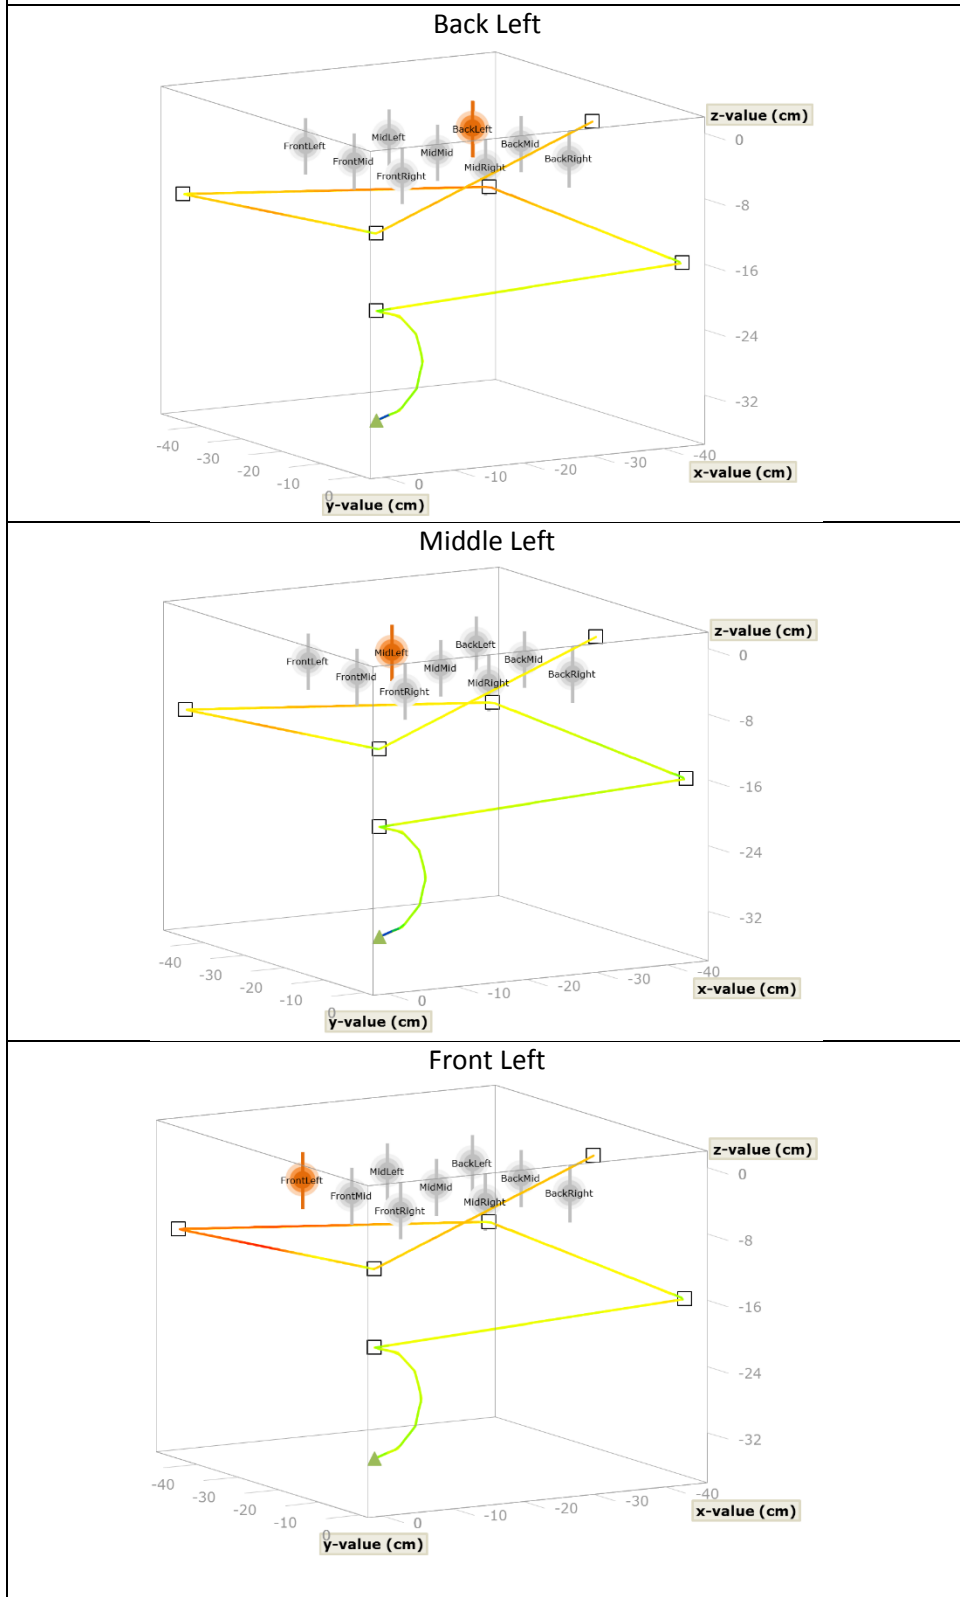 Back Left
z-value (cm)
0
-8
-16
-24
-32
FrontLeft
FrontMid
MidLeft
FrontRight
MidMid
BackLeft
MidRight
BackMid
BackRight
-40
-30
-20
-10
0
0
-10
-20
-30
-40
x-value (cm)
y-value (cm)
Middle Left
z-value (cm)
0
-8
-16
-24
-32
FrontLeft
FrontMid
MidLeft
FrontRight
MidMid
BackLeft
MidRight
BackMid
BackRight
-40
-30
-20
-10
0
0
-10
-20
-30
-40
x-value (cm)
y-value (cm)
Front Left
z-value (cm)
0
-8
-16
-24
-32
FrontLeft
FrontMid
MidLeft
FrontRight
MidMid
BackLeft
MidRight
BackMid
BackRight
-40
-30
-20
-10
0
0
-10
-20
-30
-40
x-value (cm)
y-value (cm)